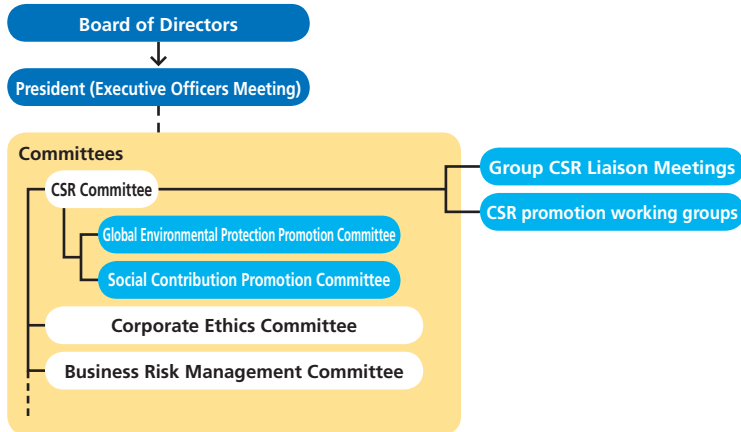 Board of Directors
President (Executive Officers Meeting)
Committees
CSR Committee
Group CSR Liaison Meetings
CSR promotion working groups
Global Environmental Protection Promotion Committee
Social Contribution Promotion Committee
Corporate Ethics Committee
Business Risk Management Committee